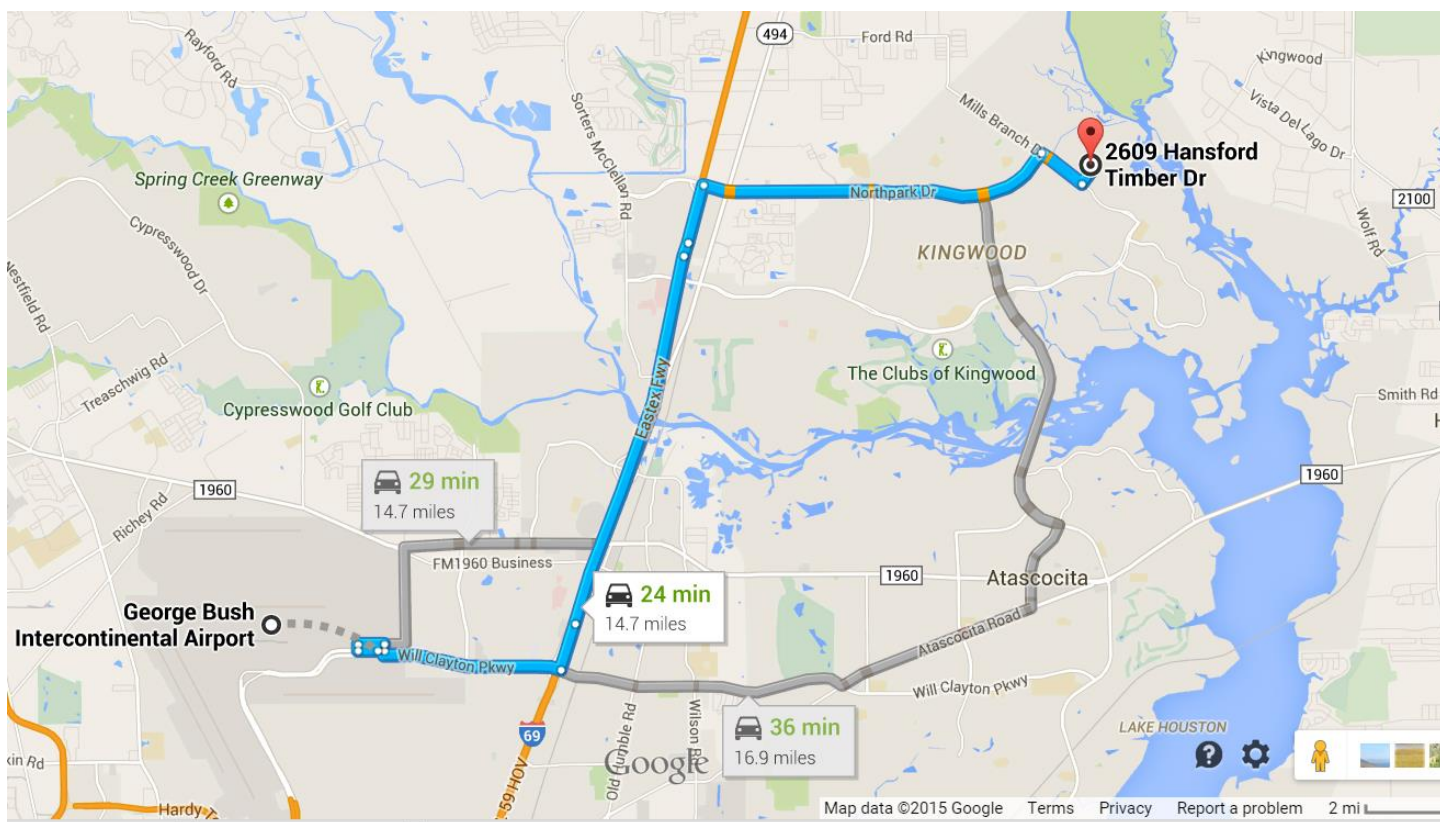 494
Ford Rd
Kingwood
Rayford Rd
Sorters McClellan Rd
Mills Branch
Vista Del Lago Dr
2609 Hansford
Timber Dr
Spring Creek Greenway
Northpark Dr
2100
Wolf Rd
Cypresswood Dr
KINGWOOD
Treaschwig Rd
The Clubs of Kingwood
Cypresswood Golf Club
Eastex Fwy
Smith Rd
H
29 min
14.7 miles
1960
1960
Richey Rd
FM1960 Business
1960
Atascocita
24 min
14.7 miles
George Bush
Intercontinental Airport
Will Clayton Pkwy
Atascocita Road
Will Clayton Pkwy
36 min
16.9 miles
Old Humble Rd
Wilson Rd
LAKE HOUSTON
69
59 HOV
Google
kin Rd
Hardy T
Map data ©2015 Google Terms Privacy Report a problem 2 mi